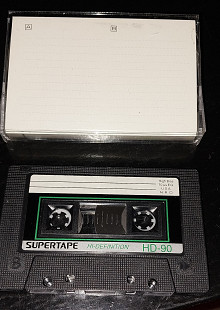 A B
SUPERTAPE HI-DEFINITION HD-90
B